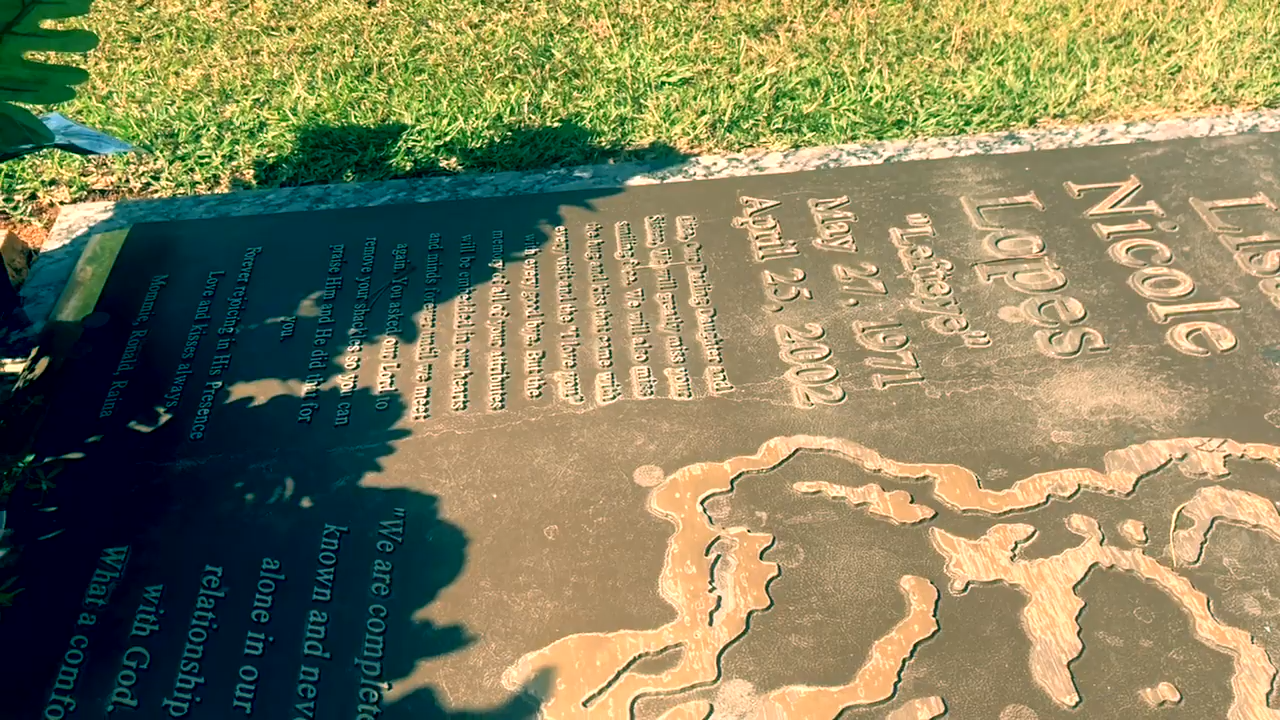 Lis
Nicole
Lopes
"Lefteye"
May 27, 1971
April 25, 2002
Lisa, Our Darling Daughter and
Sister, We will greatly miss your
smiling face. We will also miss
the hug and kiss that came with
every visit and the "I love you"
with every good bye. But the
memory of all of your attributes
will be embedded in our hearts
and minds forever until we meet
again. You asked our Lord to
remove your shackles so you can
praise Him and He did that for
you.
Forever rejoicing in His Presence
Love and kisses always
Mommie, Ronald, Raina
"We are complete
known and nev
alone in our
relationship
with God.
What a comfo